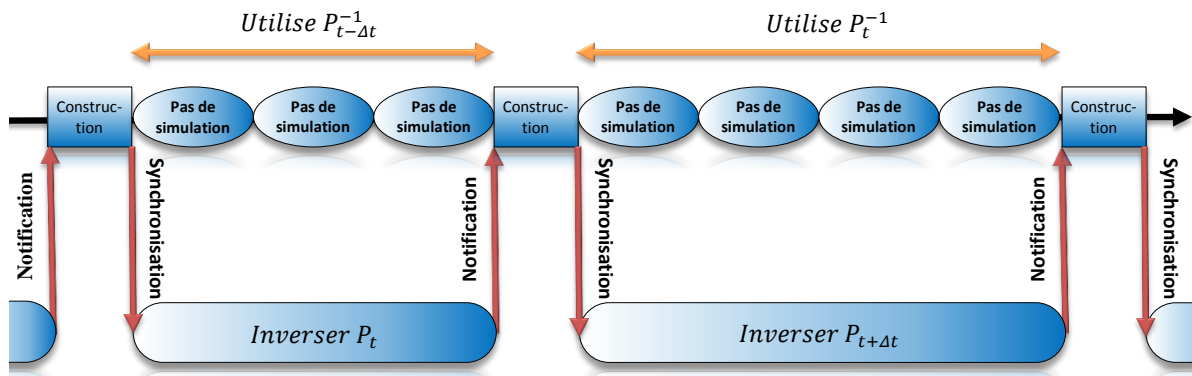 Utilise P_{t-Δt}^{-1}
Utilise P_t^{-1}
Construc-
tion
Pas de
simulation
Pas de
simulation
Pas de
simulation
Construc-
tion
Pas de
simulation
Pas de
simulation
Pas de
simulation
Pas de
simulation
Construc-
tion
Notification
Synchronisation
Notification
Synchronisation
Notification
Synchronisation
Inverser P_t
Inverser P_{t+Δt}